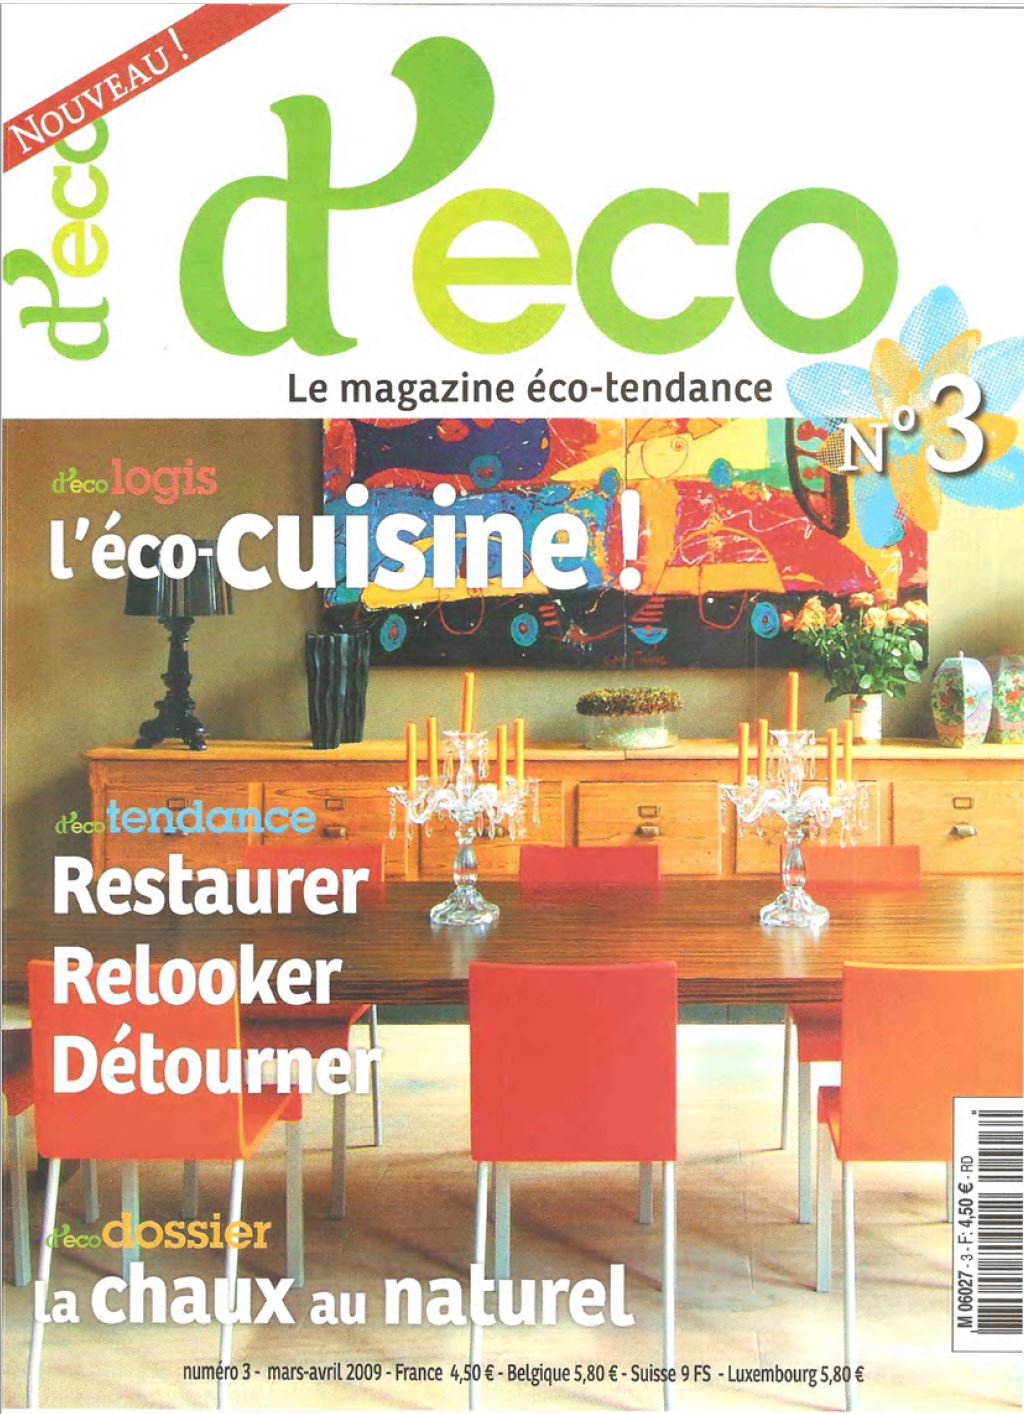 NOUVEAU !
d'eco
d'eco
Le magazine éco-tendance
N° 3
d'eco logis
l'éco-cuisine !
d'eco tendance
Restaurer
Relooker
Détourner
d'eco dossier
la chaux au naturel
M 06027 - 3 - F: 4,50 € - RD
numéro 3 - mars-avril 2009 - France 4,50 € - Belgique 5,80 € - Suisse 9 FS - Luxembourg 5,80 €